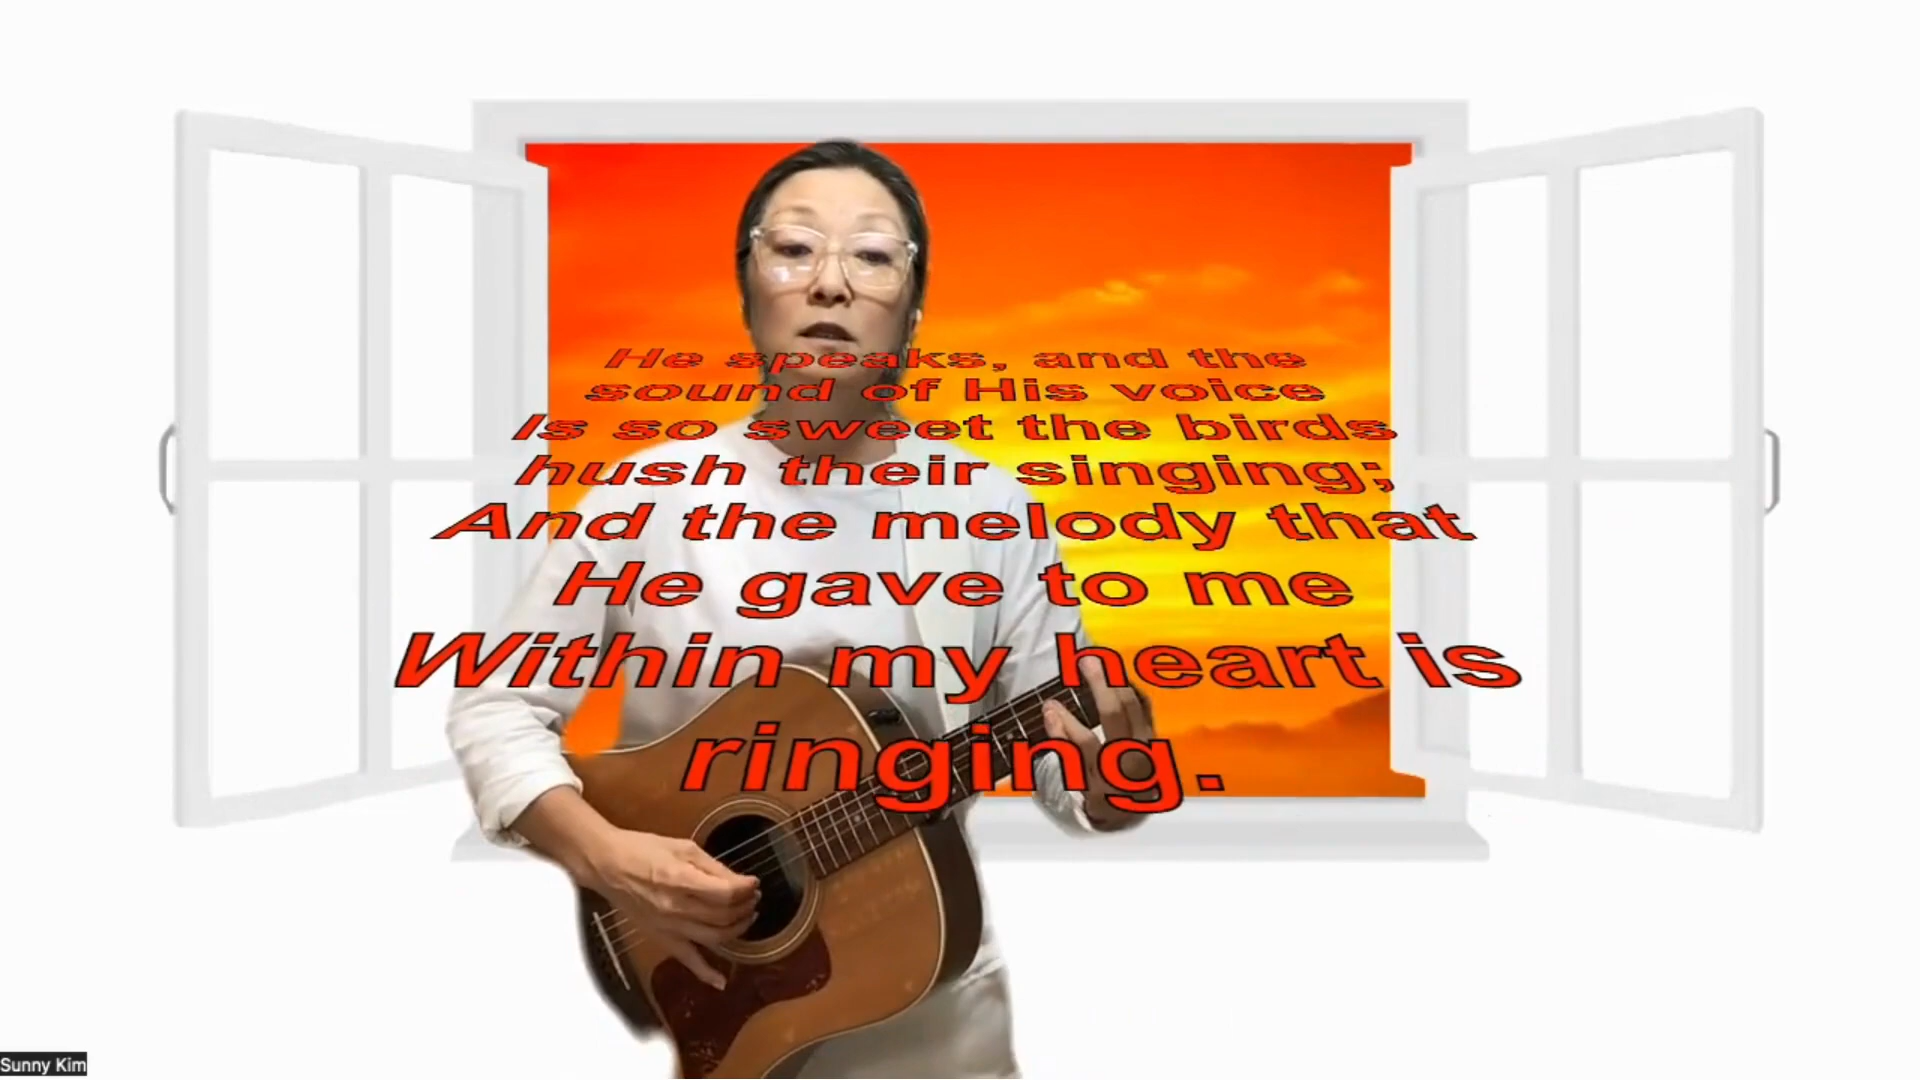 He speaks, and the
sound of His voice
Is so sweet the birds
hush their singing;
And the melody that
He gave to me
Within my heart is
ringing.
Sunny Kim